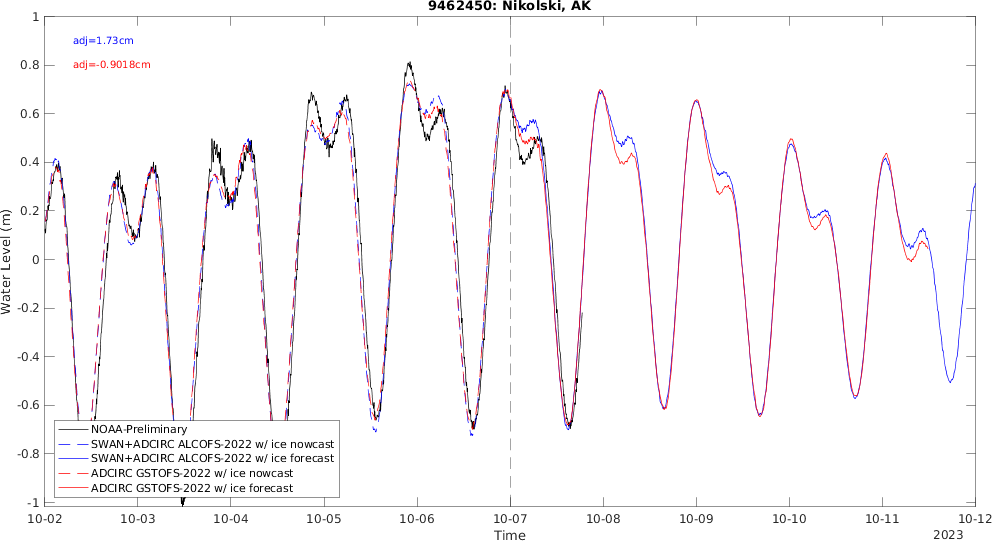 9462450: Nikolski, AK
adj=1.73cm
adj=-0.9018cm
1
0.8
0.6
0.4
0.2
0
-0.2
-0.4
-0.6
-0.8
-1
Water Level (m)
NOAA-Preliminary
SWAN+ADCIRC ALCOFS-2022 w/ ice nowcast
SWAN+ADCIRC ALCOFS-2022 w/ ice forecast
ADCIRC GSTOFS-2022 w/ ice nowcast
ADCIRC GSTOFS-2022 w/ ice forecast
10-02 10-03 10-04 10-05 10-06 10-07 10-08 10-09 10-10 10-11 10-12
Time
2023